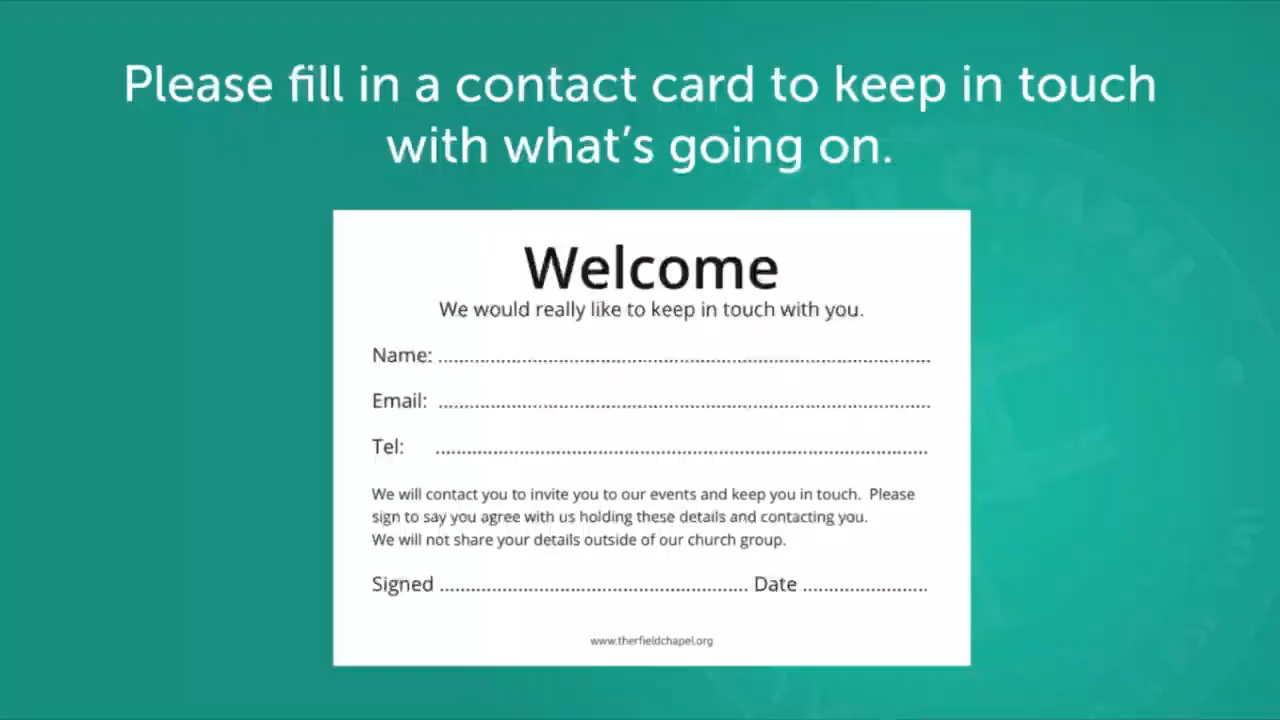 Please fill in a contact card to keep in touch
with what's going on.
Welcome
We would really like to keep in touch with you.
Name: ................................................................................
Email: ................................................................................
Tel: ................................................................................
We will contact you to invite you to our events and keep you in touch.  Please
sign to say you agree with us holding these details and contacting you.
We will not share your details outside of our church group.
Signed .................................................. Date ....................
www.therfieldchapel.org
CHAPEL